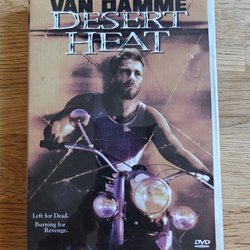 VAN DAMME
DESERT
HEAT
Left for Dead.
Burning for
Revenge.
DVD